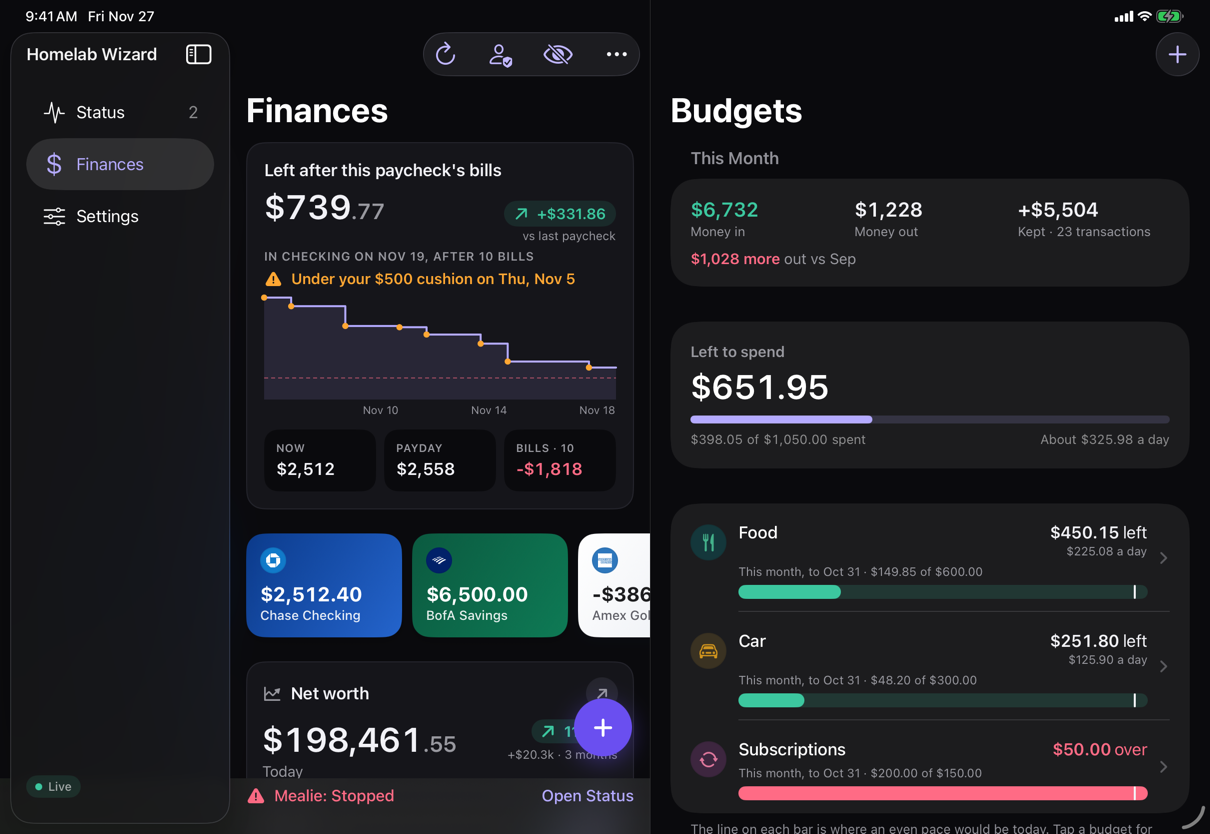 9:41 AM Fri Nov 27
Homelab Wizard
Status 2
Finances
Settings
Live
Finances
Left after this paycheck's bills
$739.77
+$331.86
vs last paycheck
IN CHECKING ON NOV 19, AFTER 10 BILLS
Under your $500 cushion on Thu, Nov 5
Nov 10 Nov 14 Nov 18
NOW PAYDAY BILLS · 10
$2,512 $2,558 -$1,818
$2,512.40 $6,500.00 -$386
Chase Checking BofA Savings Amex Gol
Net worth
$198,461.55
+$20.3k · 3 months
Today
Mealie: Stopped Open Status
Budgets
This Month
$6,732 $1,228 +$5,504
Money in Money out Kept · 23 transactions
$1,028 more out vs Sep
Left to spend
$651.95
$398.05 of $1,050.00 spent About $325.98 a day
Food $450.15 left
$225.08 a day
This month, to Oct 31 · $149.85 of $600.00
Car $251.80 left
$125.90 a day
This month, to Oct 31 · $48.20 of $300.00
Subscriptions $50.00 over
This month, to Oct 31 · $200.00 of $150.00
The line on each bar is where an even pace would be today. Tap a budget for